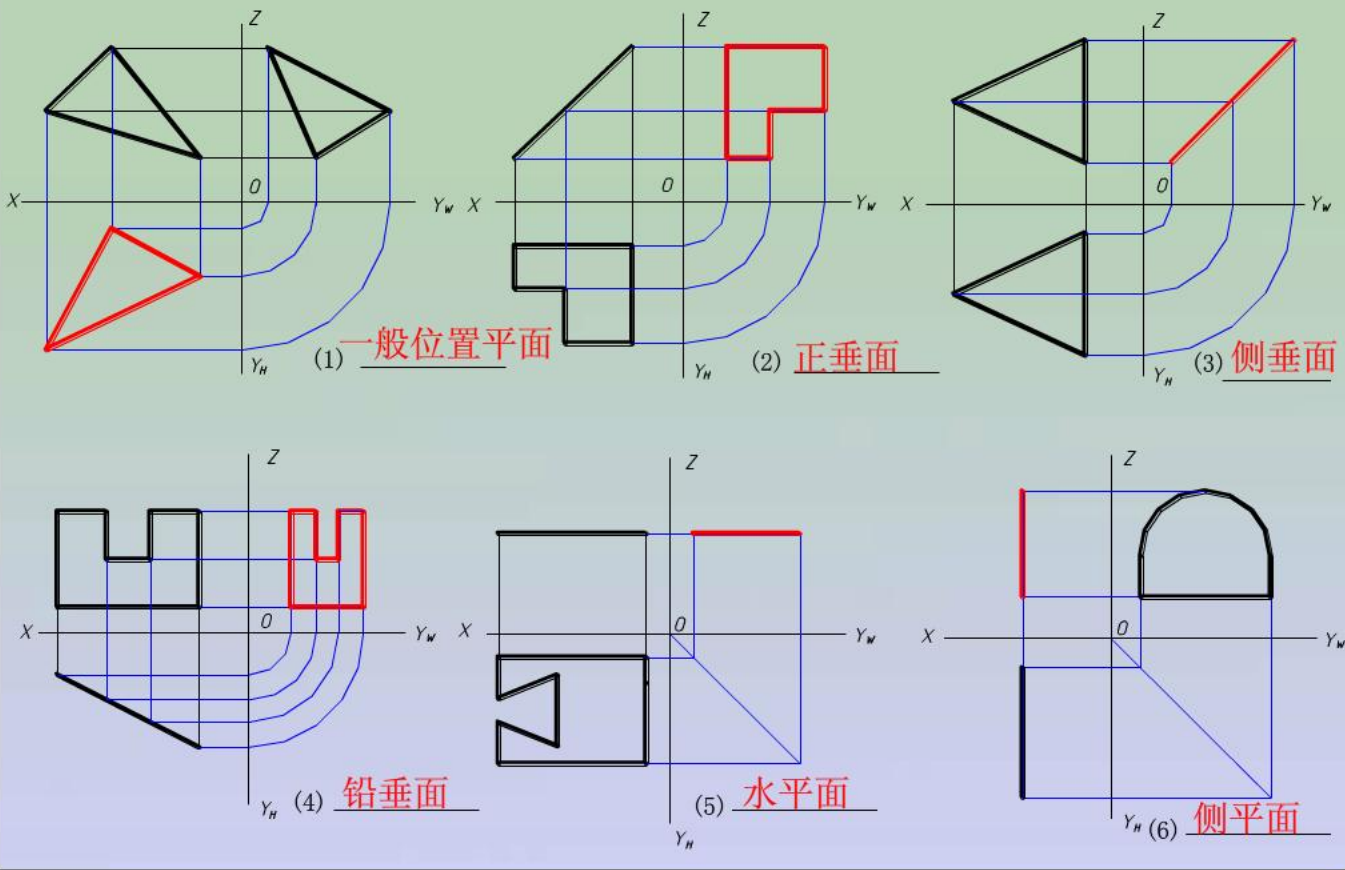 Z
X O Y_W
Y_H
(1) 一般位置平面
Z
X O Y_W
Y_H
(2) 正垂面
Z
X O Y_W
Y_H
(3) 侧垂面
Z
X O Y_W
Y_H
(4) 铅垂面
Z
X O Y_W
Y_H
(5) 水平面
Z
X O Y_W
Y_H
(6) 侧平面